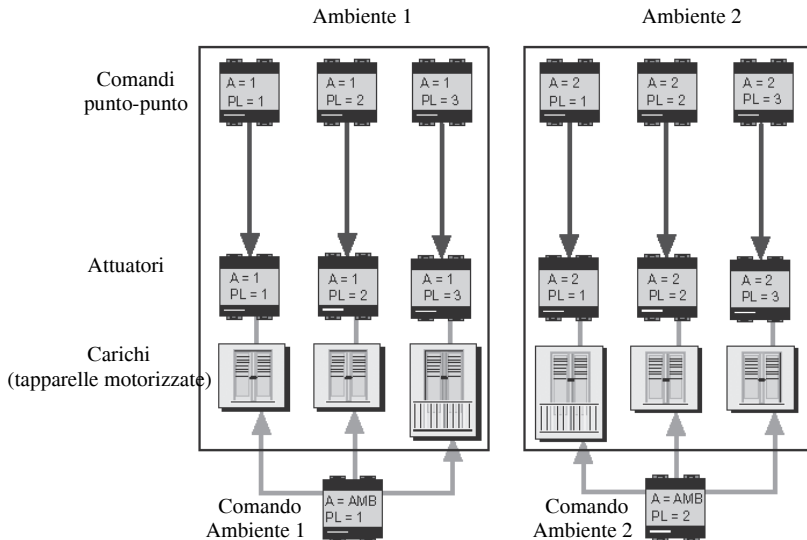 Ambiente 1
Ambiente 2
Comandi
punto-punto
A = 1
PL = 1
A = 1
PL = 2
A = 1
PL = 3
A = 2
PL = 1
A = 2
PL = 2
A = 2
PL = 3
Attuatori
A = 1
PL = 1
A = 1
PL = 2
A = 1
PL = 3
A = 2
PL = 1
A = 2
PL = 2
A = 2
PL = 3
Carichi
(tapparelle motorizzate)
Comando
Ambiente 1
A = AMB
PL = 1
Comando
Ambiente 2
A = AMB
PL = 2